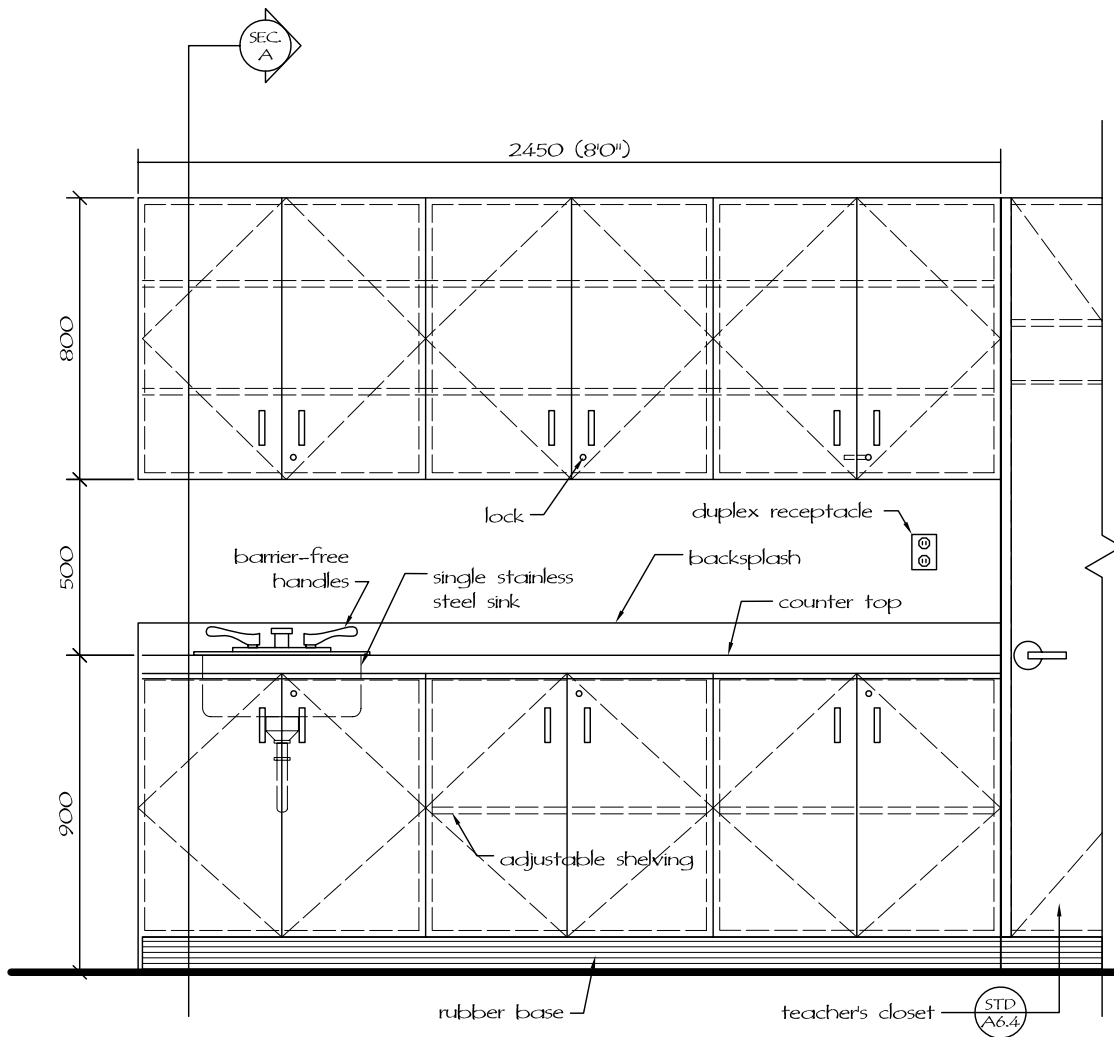 SEC.
A
2450 (8'0")
800
500
900
lock
duplex receptacle
barrier-free
handles
single stainless
steel sink
backsplash
counter top
adjustable shelving
rubber base
teacher's closet
STD
A6.4